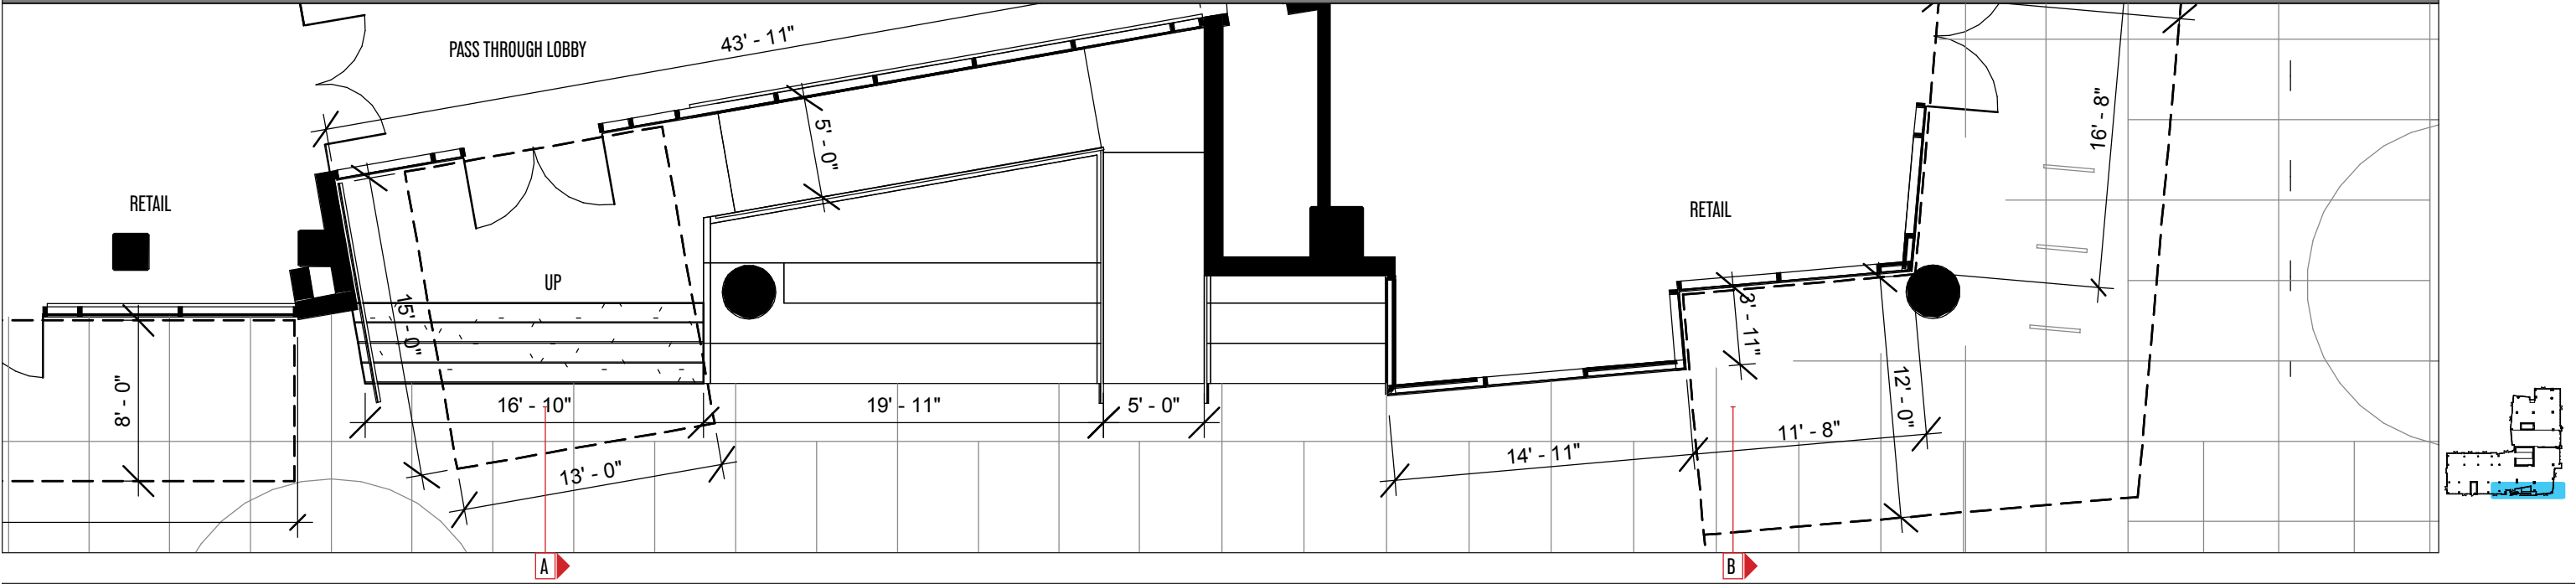 43' - 11"
PASS THROUGH LOBBY
16' - 8"
5' - 0"
RETAIL
RETAIL
UP
15' - 0"
3' - 11"
8' - 0"
16' - 10"
19' - 11"
5' - 0"
12' - 0"
11' - 8"
14' - 11"
13' - 0"
A
B